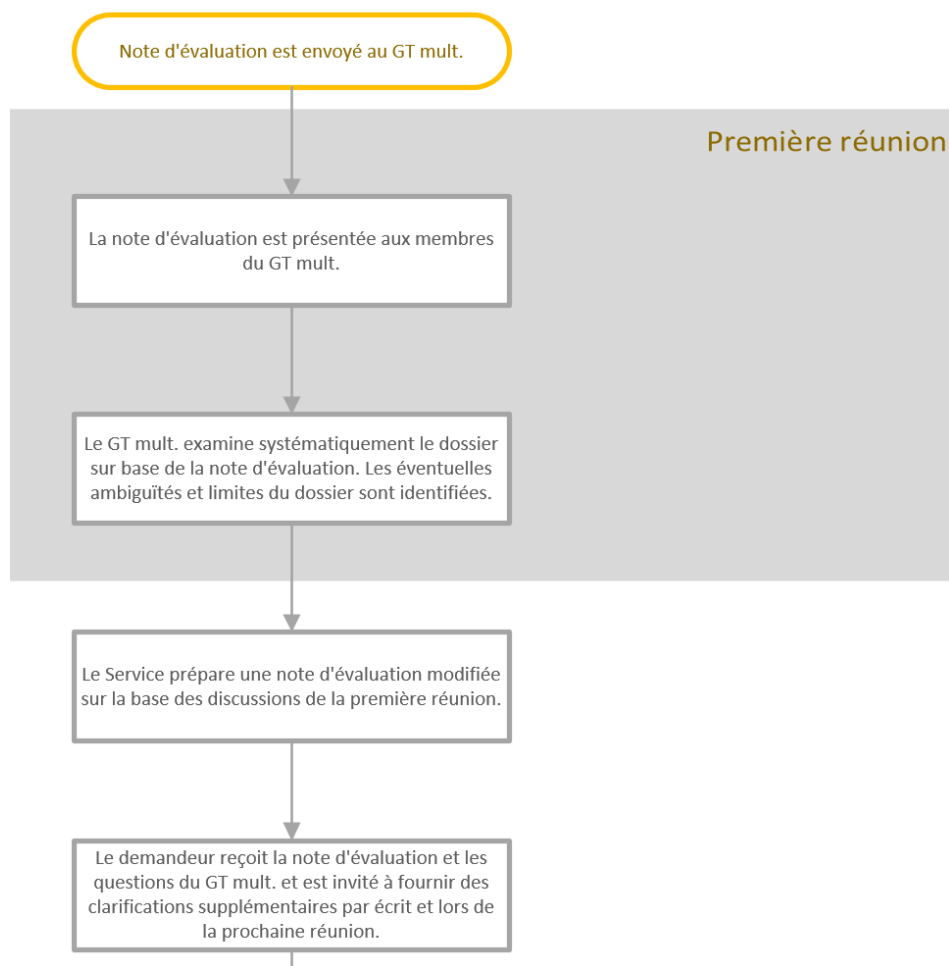 Note d'évaluation est envoyé au GT mult.
Première réunion
La note d'évaluation est présentée aux membres
du GT mult.
Le GT mult. examine systématiquement le dossier
sur base de la note d'évaluation. Les éventuelles
ambiguïtés et limites du dossier sont identifiées.
Le Service prépare une note d'évaluation modifiée
sur la base des discussions de la première réunion.
Le demandeur reçoit la note d'évaluation et les
questions du GT mult. et est invité à fournir des
clarifications supplémentaires par écrit et lors de
la prochaine réunion.